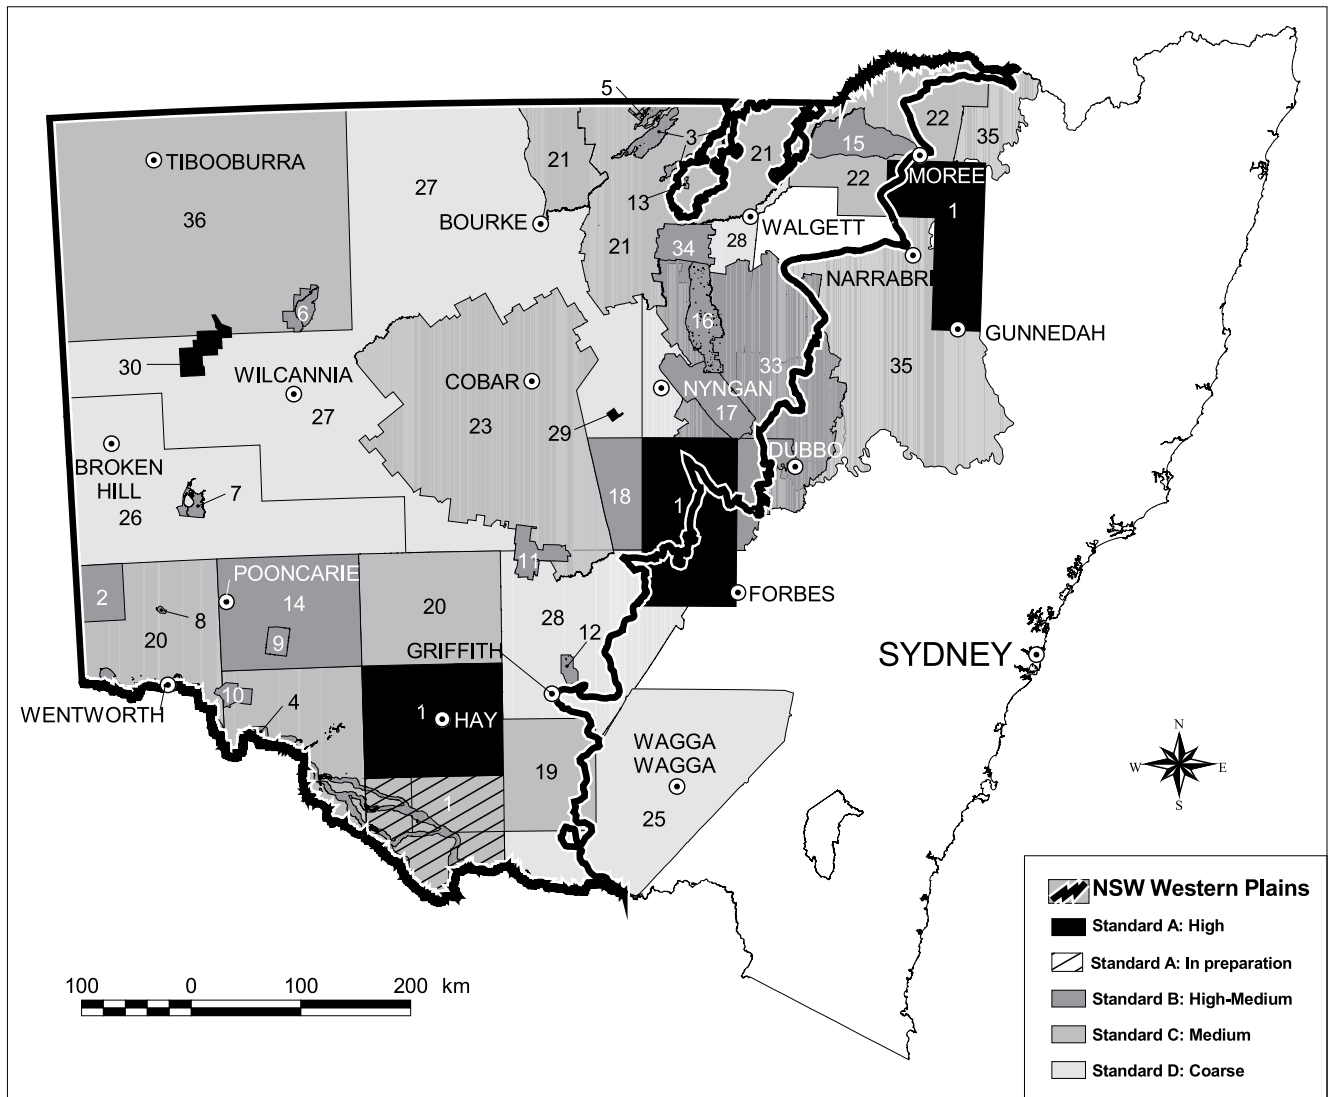 5
3
22
35
15
21
21
TIBOOBURRA
27
13
22
MOREE
36
BOURKE
WALGETT
1
21
34
28
NARRABRI
6
16
GUNNEDAH
30
WILCANNIA
COBAR
33
35
27
NYNGAN
23
29
17
BROKEN
HILL
DUBBO
26
7
18
1
11
POONCARIE
2
14
20
FORBES
8
20
9
28
12
GRIFFITH
SYDNEY
10
4
WENTWORTH
1
HAY
WAGGA
WAGGA
19
1
25
N
W
E
S
NSW Western Plains
Standard A: High
Standard A: In preparation
Standard B: High-Medium
Standard C: Medium
Standard D: Coarse
100 0 100 200 km